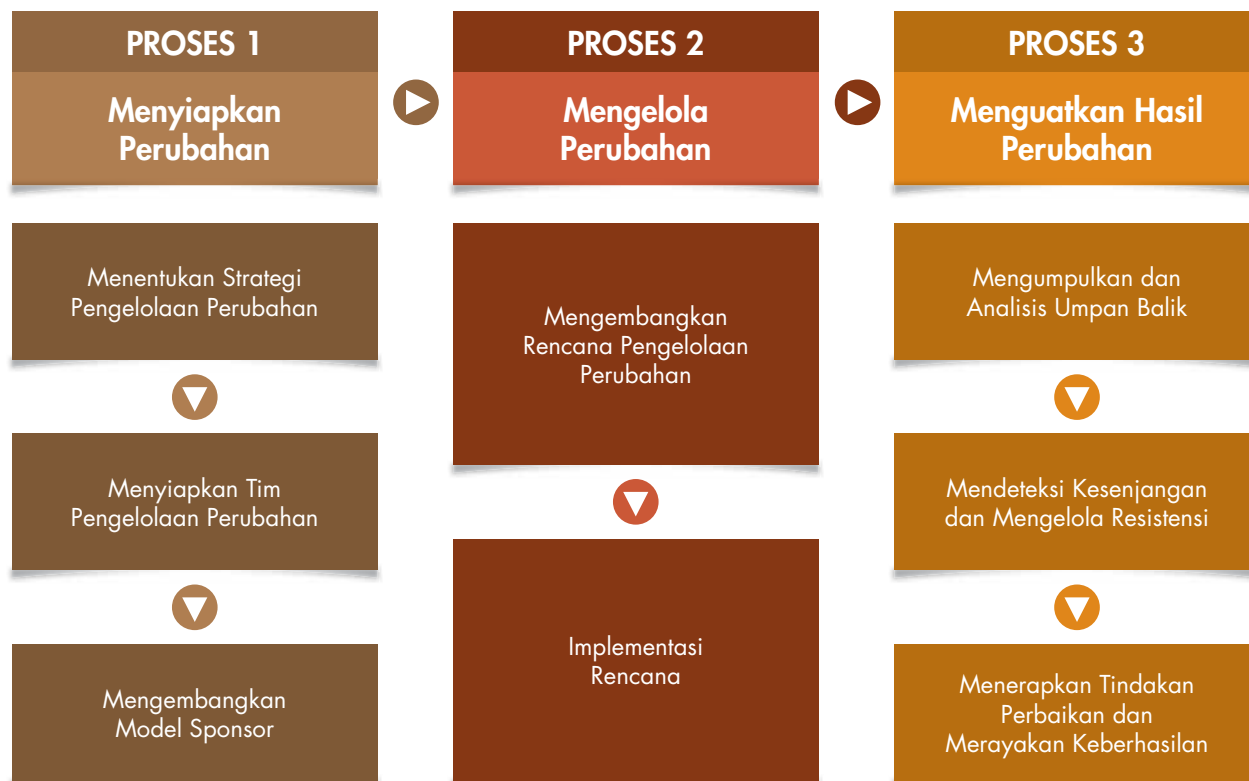 PROSES 1
Menyiapkan
Perubahan
Menentukan Strategi
Pengelolaan Perubahan
Menyiapkan Tim
Pengelolaan Perubahan
Mengembangkan
Model Sponsor
PROSES 2
Mengelola
Perubahan
Mengembangkan
Rencana Pengelolaan
Perubahan
Implementasi
Rencana
PROSES 3
Menguatkan Hasil
Perubahan
Mengumpulkan dan
Analisis Umpan Balik
Mendeteksi Kesenjangan
dan Mengelola Resistensi
Menerapkan Tindakan
Perbaikan dan
Merayakan Keberhasilan